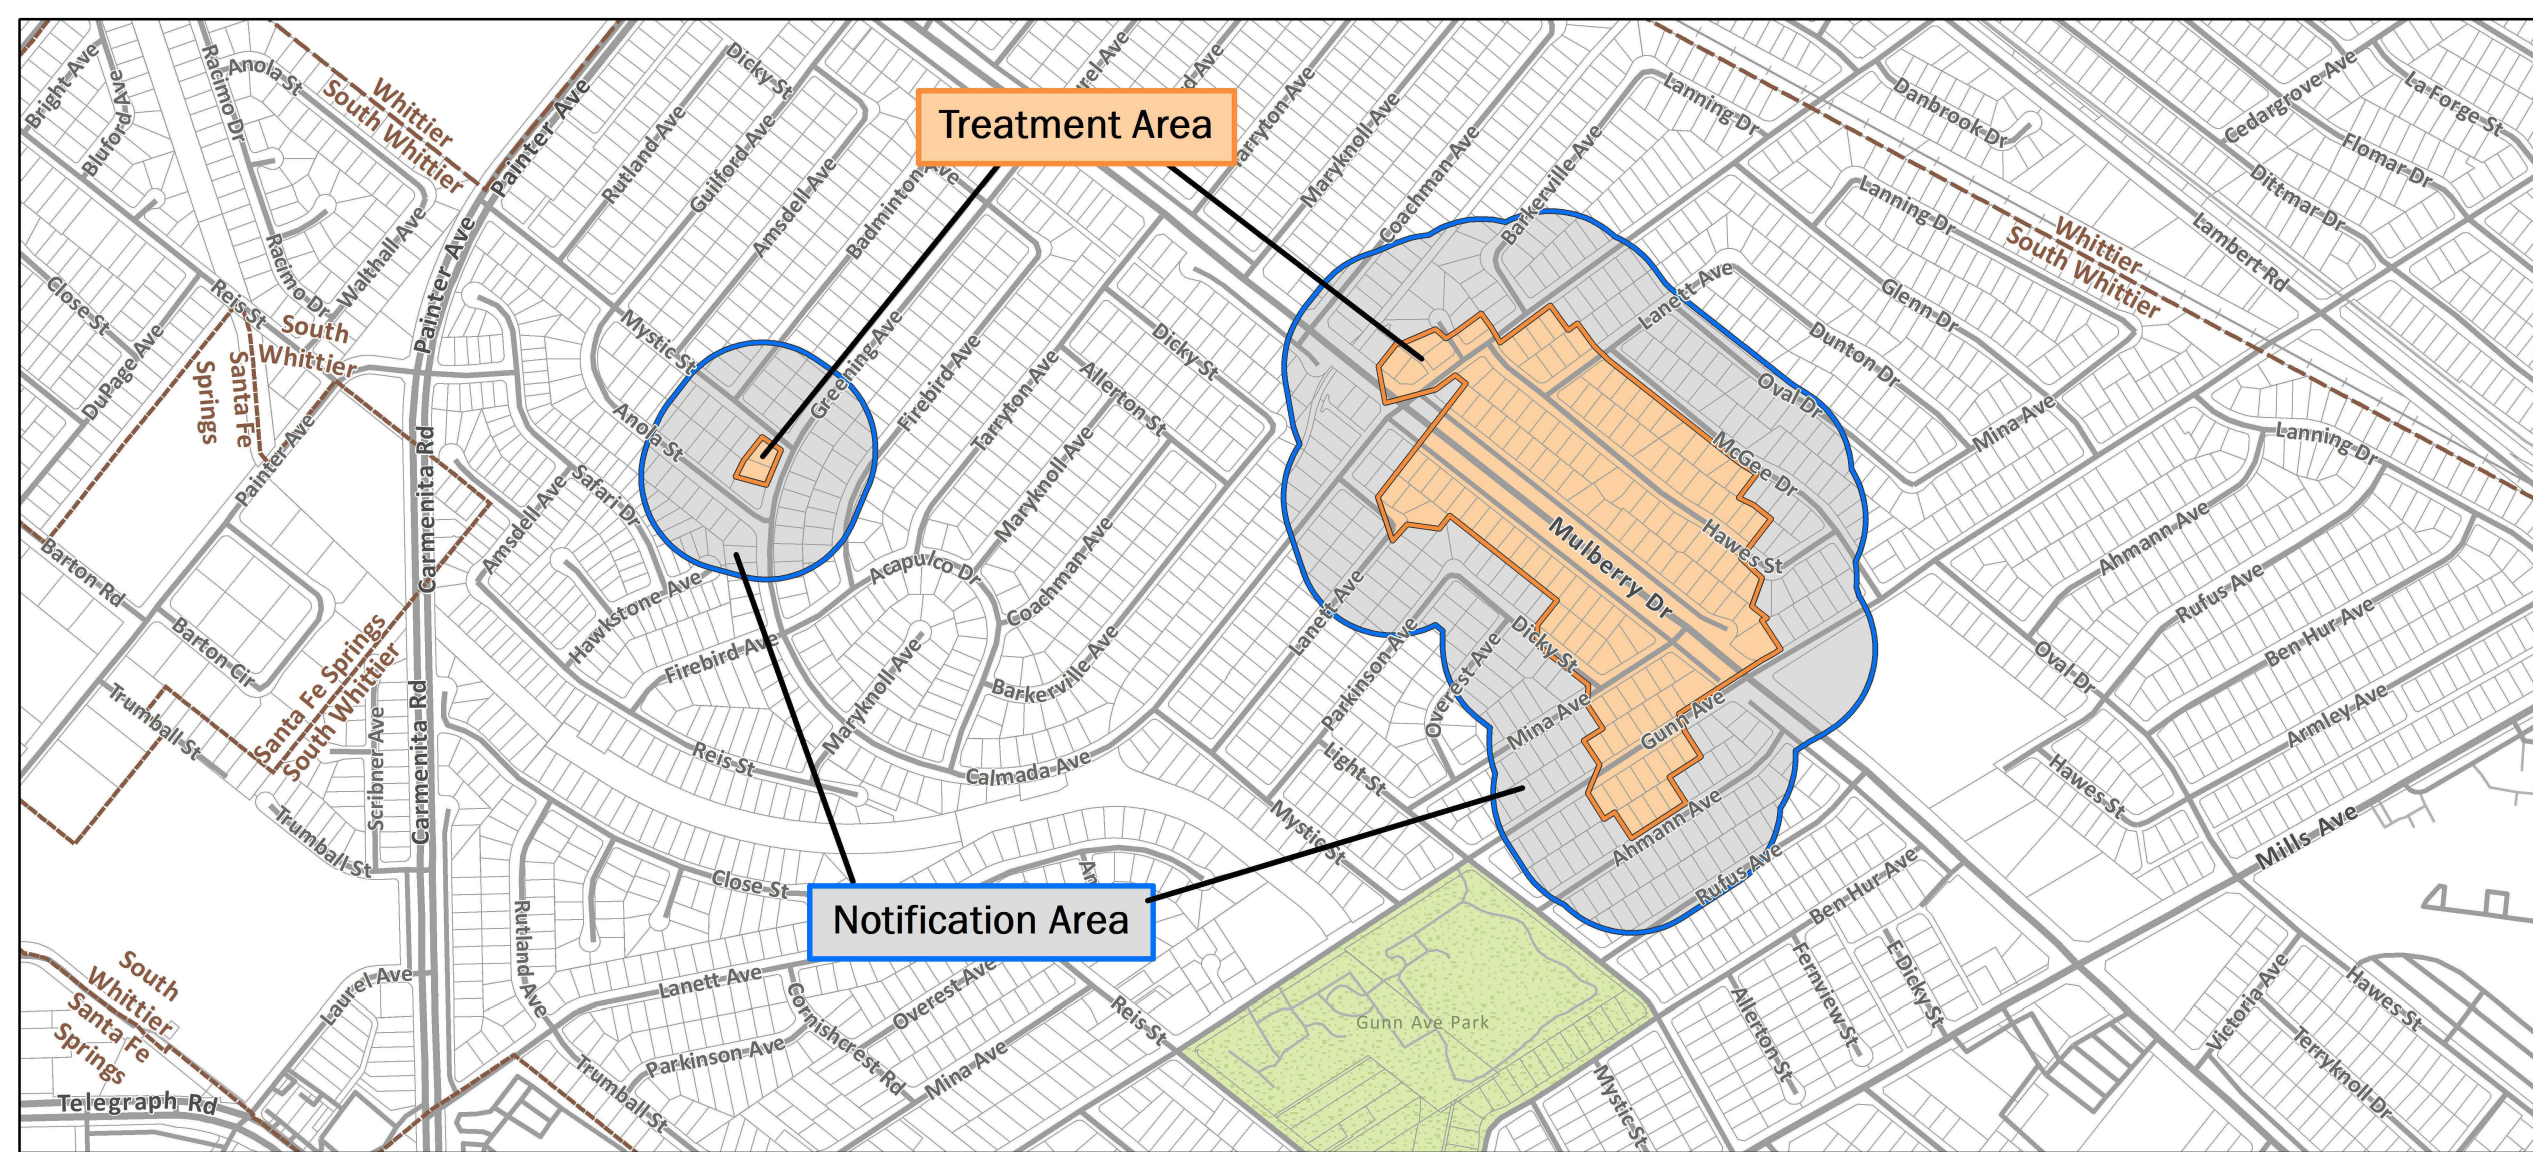 Bright Ave
Bluford Ave
Racimo Dr
Anola St
Whittier
South Whittier
Painter Ave
Dicky St
Rutland Ave
Guilford Ave
Amsdell Ave
Badminton Ave
Treatment Area
Maryknoll Ave
Coachman Ave
Barkerville Ave
Lanning Dr
Danbrook Dr
Cedargrove Ave
La Forge St
Flomar Dr
Dittmar Dr
Lambert Rd
Whittier
South Whittier
Lanning Dr
Glenn Dr
Dunton Dr
Lanett Ave
Oval Dr
Mina Ave
Lanning Dr
Racimo Dr
Walthall Ave
Painter Ave
Close St
DuPage Ave
Reis St
South
Whittier
Santa Fe
Springs
Painter Ave
Mystic St
Anola St
Greening Ave
Firebird Ave
Tarryton Ave
Dicky St
Allerton St
Maryknoll Ave
Coachman Ave
McGee Dr
Hawes St
Mulberry Dr
Carmenita Rd
Amsdell Ave
Safari Dr
Hawkstone Ave
Acapulco Dr
Firebird Ave
Barkerville Ave
Maryknoll Ave
Lanett Ave
Parkinson Ave
Overest Ave
Dicky St
Mina Ave
Gunn Ave
Ahmann Ave
Rufus Ave
Ahmann Ave
Rufus Ave
Ben Hur Ave
Oval Dr
Armley Ave
Hawes St
Mills Ave
Barton Rd
Barton Cir
Trumball St
Santa Fe Springs
South Whittier
Scribner Ave
Carmenita Rd
Trumball St
Reis St
Calmada Ave
Light St
Mystic St
Close St
Notification Area
Rutland Ave
Lanett Ave
Cornishcrest Rd
Overest Ave
Parkinson Ave
Mina Ave
Reis St
Trumball St
Gunn Ave Park
Ben Hur Ave
Fernview St
E Dicky St
Allerton St
Mystic St
Victoria Ave
Hawes St
Terryknoll Dr
South
Whittier
Santa Fe
Springs
Laurel Ave
Telegraph Rd